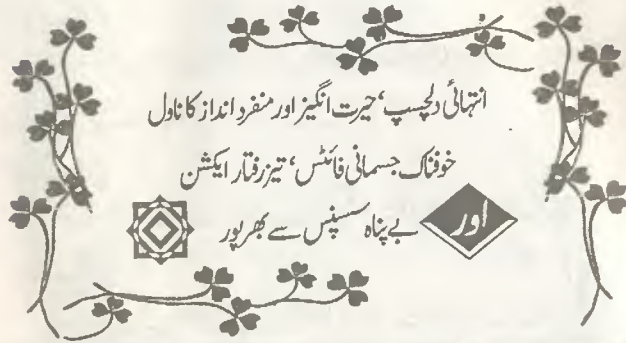 انتہائی دلچسپ، حیرت انگیز اور منفرد انداز کا ناول
خوفناک جسمانی فائٹس، تیز رفتار ایکشن
اور بے پناہ سسپنس سے بھرپور